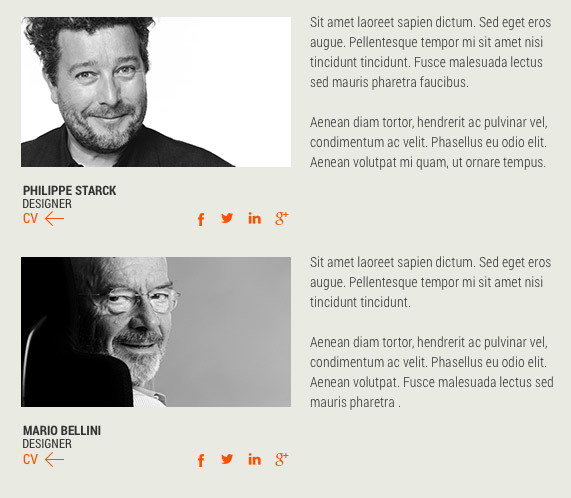 Sit amet laoreet sapien dictum. Sed eget eros
augue. Pellentesque tempor mi sit amet nisi
tincidunt tincidunt. Fusce malesuada lectus
sed mauris pharetra faucibus.
Aenean diam tortor, hendrerit ac pulvinar vel,
condimentum ac velit. Phasellus eu odio elit.
Aenean volutpat mi quam, ut ornare tempus.
PHILIPPE STARCK
DESIGNER
CV
f in g+
Sit amet laoreet sapien dictum. Sed eget eros
augue. Pellentesque tempor mi sit amet nisi
tincidunt tincidunt.
Aenean diam tortor, hendrerit ac pulvinar vel,
condimentum ac velit. Phasellus eu odio elit.
Aenean volutpat. Fusce malesuada lectus sed
mauris pharetra .
MARIO BELLINI
DESIGNER
CV
f in g+